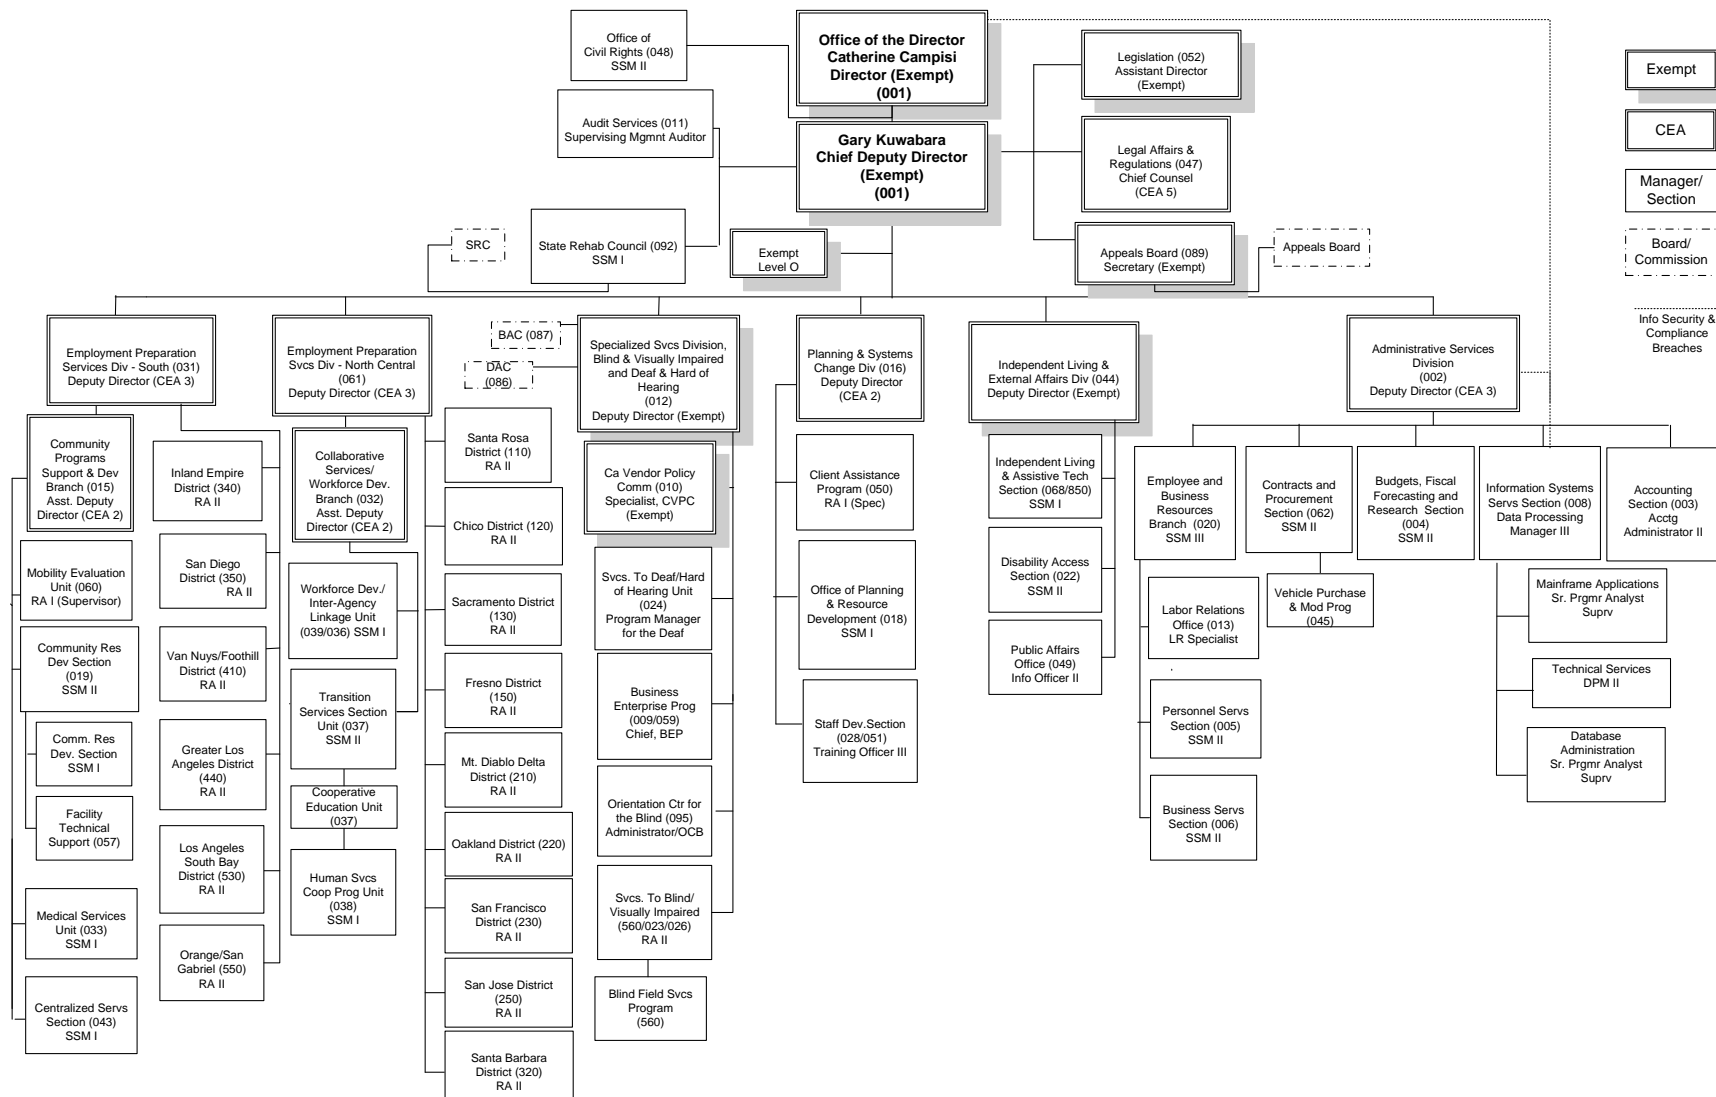 Office of
Civil Rights (048)
SSM II
Office of the Director
Catherine Campisi
Director (Exempt)
(001)
Legislation (052)
Assistant Director
(Exempt)
Exempt
CEA
Manager/
Section
Board/
Commission
Info Security &
Compliance
Breaches
Audit Services (011)
Supervising Mgmnt Auditor
Gary Kuwabara
Chief Deputy Director
(Exempt)
(001)
Legal Affairs &
Regulations (047)
Chief Counsel
(CEA 5)
SRC
State Rehab Council (092)
SSM I
Exempt
Level O
Appeals Board (089)
Secretary (Exempt)
Appeals Board
Employment Preparation
Services Div - South (031)
Deputy Director (CEA 3)
Employment Preparation
Svcs Div - North Central
(061)
Deputy Director (CEA 3)
BAC (087)
DAC
(086)
Specialized Svcs Division,
Blind & Visually Impaired
and Deaf & Hard of
Hearing
(012)
Deputy Director (Exempt)
Planning & Systems
Change Div (016)
Deputy Director
(CEA 2)
Independent Living &
External Affairs Div (044)
Deputy Director (Exempt)
Administrative Services
Division
(002)
Deputy Director (CEA 3)
Community
Programs
Support & Dev
Branch (015)
Asst. Deputy
Director (CEA 2)
Mobility Evaluation
Unit (060)
RA I (Supervisor)
Community Res
Dev Section
(019)
SSM II
Comm. Res
Dev. Section
SSM I
Facility
Technical
Support (057)
Medical Services
Unit (033)
SSM I
Centralized Servs
Section (043)
SSM I
Inland Empire
District (340)
RA II
San Diego
District (350)
RA II
Van Nuys/Foothill
District (410)
RA II
Greater Los
Angeles District
(440)
RA II
Los Angeles
South Bay
District (530)
RA II
Orange/San
Gabriel (550)
RA II
Collaborative
Services/
Workforce Dev.
Branch (032)
Asst. Deputy
Director (CEA 2)
Workforce Dev./
Inter-Agency
Linkage Unit
(039/036) SSM I
Transition
Services Section
Unit (037)
SSM II
Cooperative
Education Unit
(037)
Human Svcs
Coop Prog Unit
(038)
SSM I
Santa Rosa
District (110)
RA II
Chico District (120)
RA II
Sacramento District
(130)
RA II
Fresno District
(150)
RA II
Mt. Diablo Delta
District (210)
RA II
Oakland District (220)
RA II
San Francisco
District (230)
RA II
San Jose District
(250)
RA II
Santa Barbara
District (320)
RA II
Ca Vendor Policy
Comm (010)
Specialist, CVPC
(Exempt)
Svcs. To Deaf/Hard
of Hearing Unit
(024)
Program Manager
for the Deaf
Business
Enterprise Prog
(009/059)
Chief, BEP
Orientation Ctr for
the Blind (095)
Administrator/OCB
Svcs. To Blind/
Visually Impaired
(560/023/026)
RA II
Blind Field Svcs
Program
(560)
Client Assistance
Program (050)
RA I (Spec)
Office of Planning
& Resource
Development (018)
SSM I
Staff Dev.Section
(028/051)
Training Officer III
Independent Living
& Assistive Tech
Section (068/850)
SSM I
Disability Access
Section (022)
SSM II
Public Affairs
Office (049)
Info Officer II
Employee and
Business
Resources
Branch (020)
SSM III
Labor Relations
Office (013)
LR Specialist
Personnel Servs
Section (005)
SSM II
Business Servs
Section (006)
SSM II
Contracts and
Procurement
Section (062)
SSM II
Vehicle Purchase
& Mod Prog
(045)
Budgets, Fiscal
Forecasting and
Research Section
(004)
SSM II
Information Systems
Servs Section (008)
Data Processing
Manager III
Mainframe Applications
Sr. Prgmr Analyst
Suprv
Technical Services
DPM II
Database
Administration
Sr. Prgmr Analyst
Suprv
Accounting
Section (003)
Acctg
Administrator II